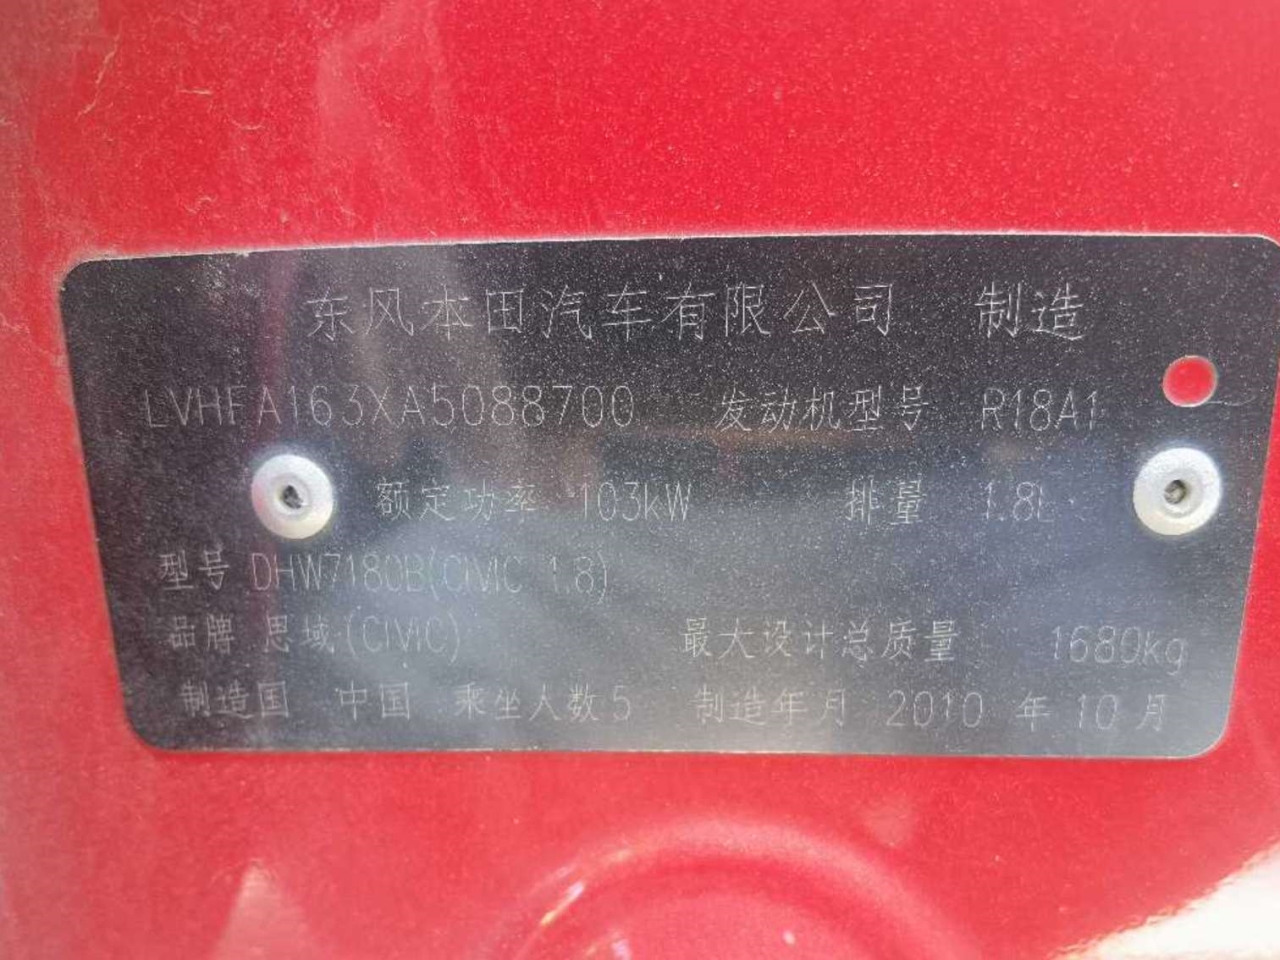 东风本田汽车有限公司 制造
LVHFA163XA5088700 发动机型号 R18A1
额定功率 103kW 排量 1.8L
型号 DHW7180B(CIVIC 1.8)
品牌 思域(CIVIC) 最大设计总质量 1680kg
制造国 中国 乘坐人数5 制造年月 2010 年 10 月